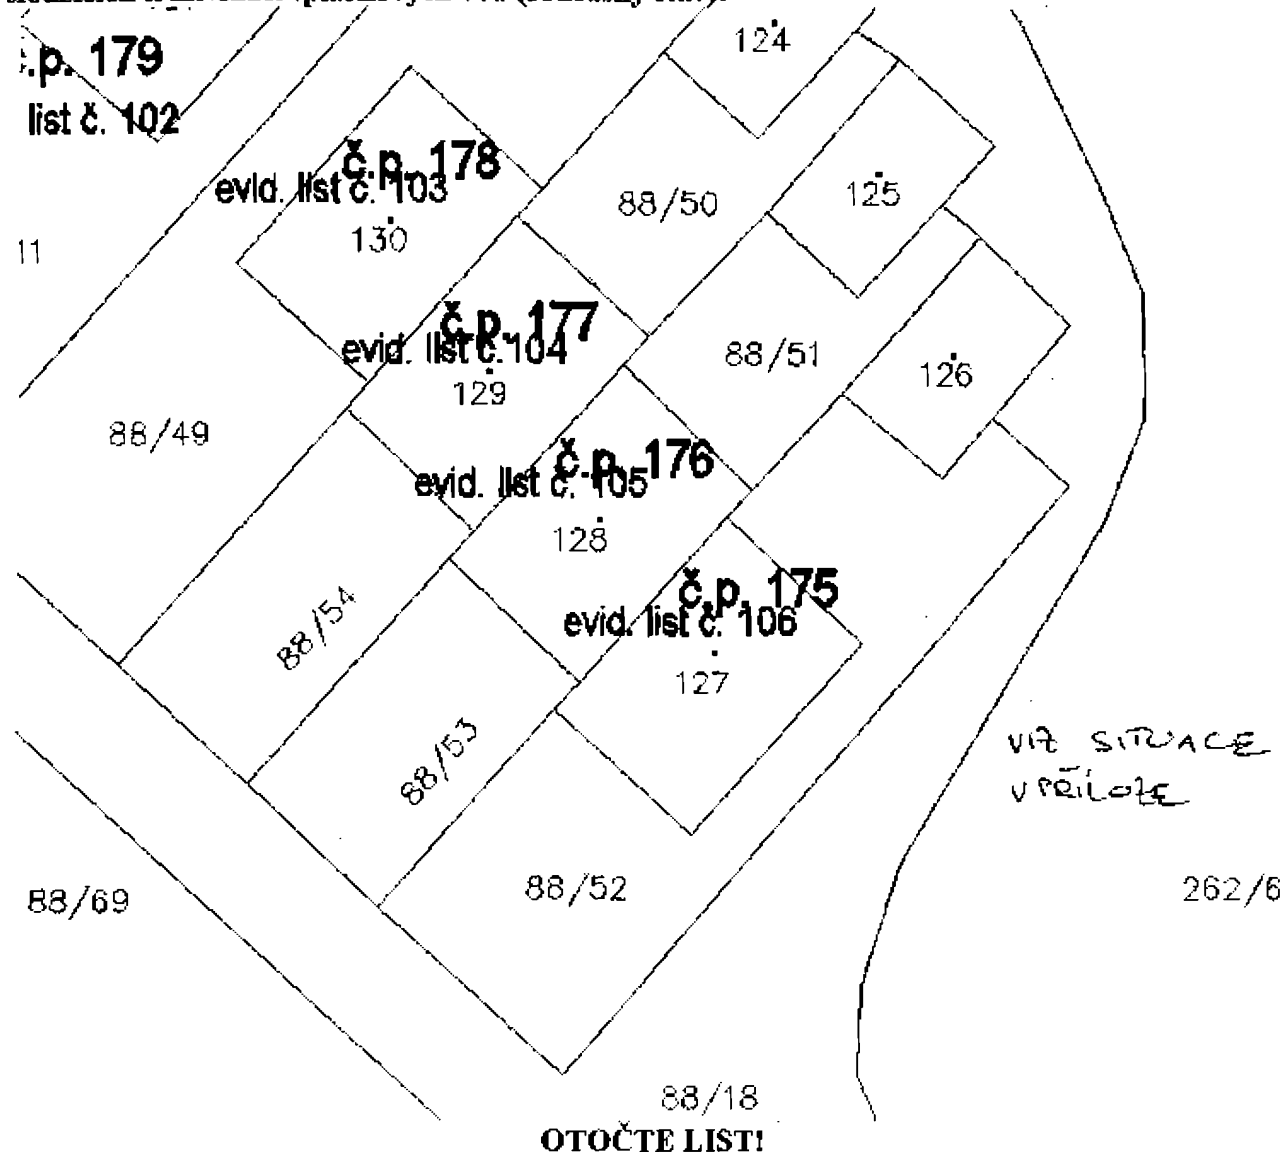 č.p. 179
list č. 102
č.p. 178
evid. list č. 103
130
124
88/50
125
11
č.p. 177
evid. list č.104
129
88/51
126
88/49
č.p. 176
evid. list č. 105
128
č.p. 175
evid. list č. 106
127
88/54
88/53
VIZ SITUACE
V PŘÍLOZE
88/69
88/52
262/6
88/18
OTOČTE LIST!